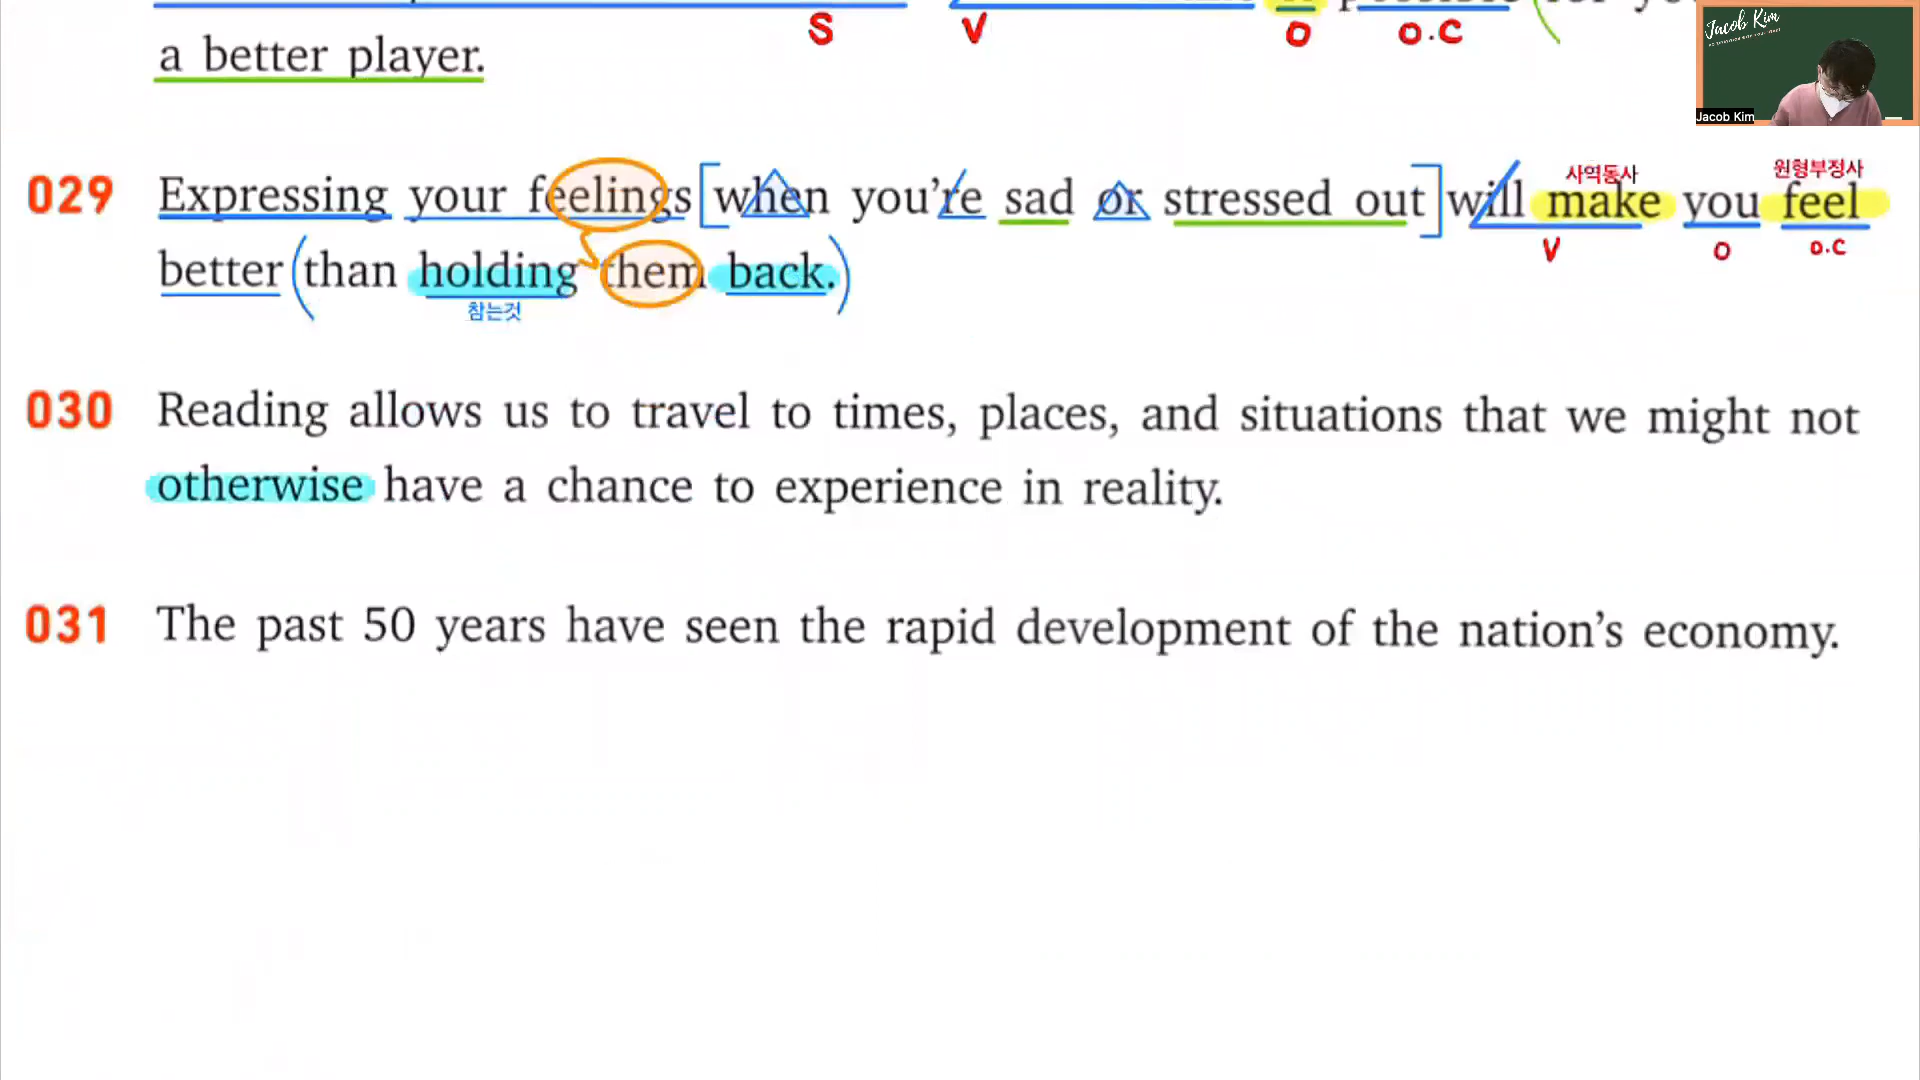 S V O O.C
a better player.
Jacob Kim
Jacob Kim
사역동사 원형부정사
029 Expressing your feelings [when you're sad or stressed out] will make you feel
V O O.C
better (than holding them back.)
참는것
030 Reading allows us to travel to times, places, and situations that we might not
otherwise have a chance to experience in reality.
031 The past 50 years have seen the rapid development of the nation's economy.